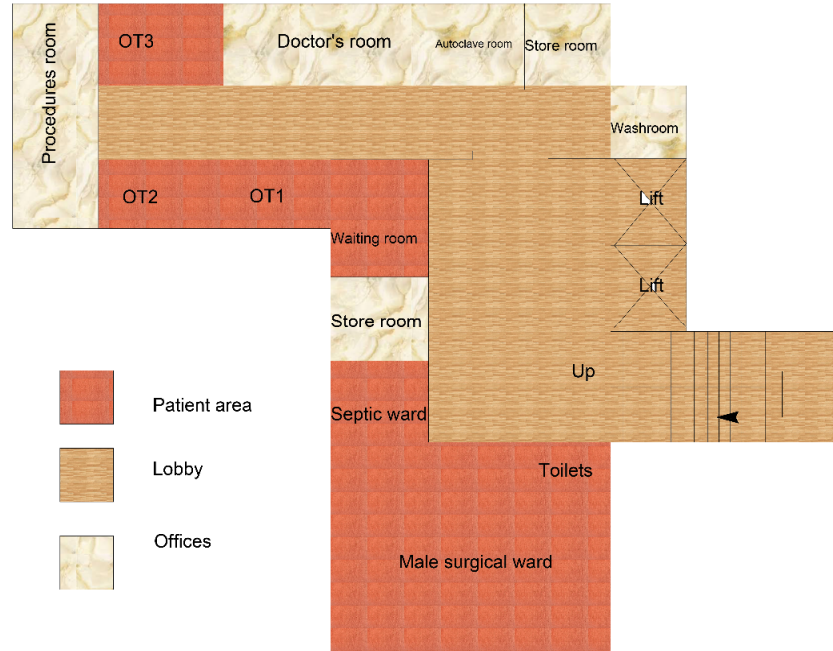 OT3
Doctor's room
Autoclave room
Store room
Procedures room
Washroom
OT2
OT1
Lift
Waiting room
Lift
Store room
Up
Septic ward
Toilets
Male surgical ward
Patient area
Lobby
Offices